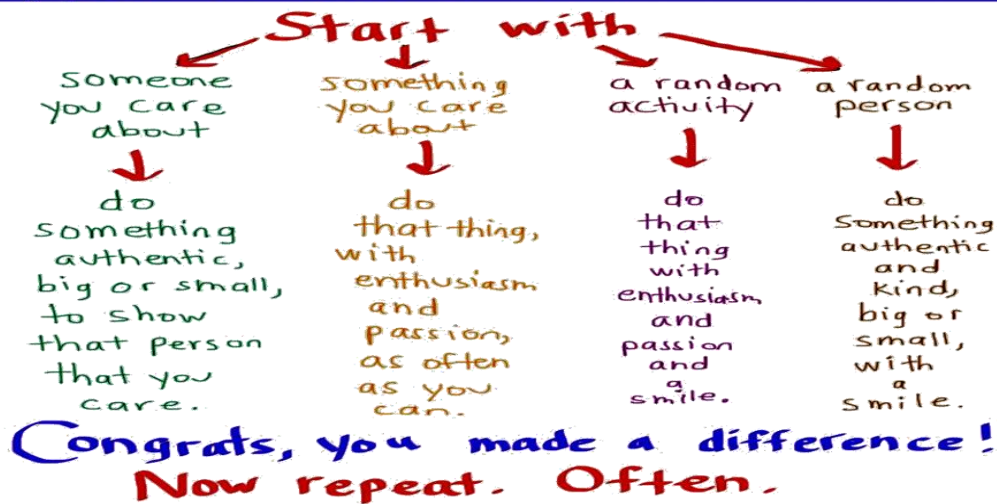 Start with
someone
you care
about
do
something
authentic,
big or small,
to show
that person
that you
care.
something
you care
about
do
that thing,
with
enthusiasm
and
passion,
as often
as you
can.
a random
activity
do
that
thing
with
enthusiasm
and
passion
and
a
smile.
a random
person
do
Something
authentic
and
kind,
big or
small,
with
a
smile.
Congrats, you made a difference!
Now repeat. Often.